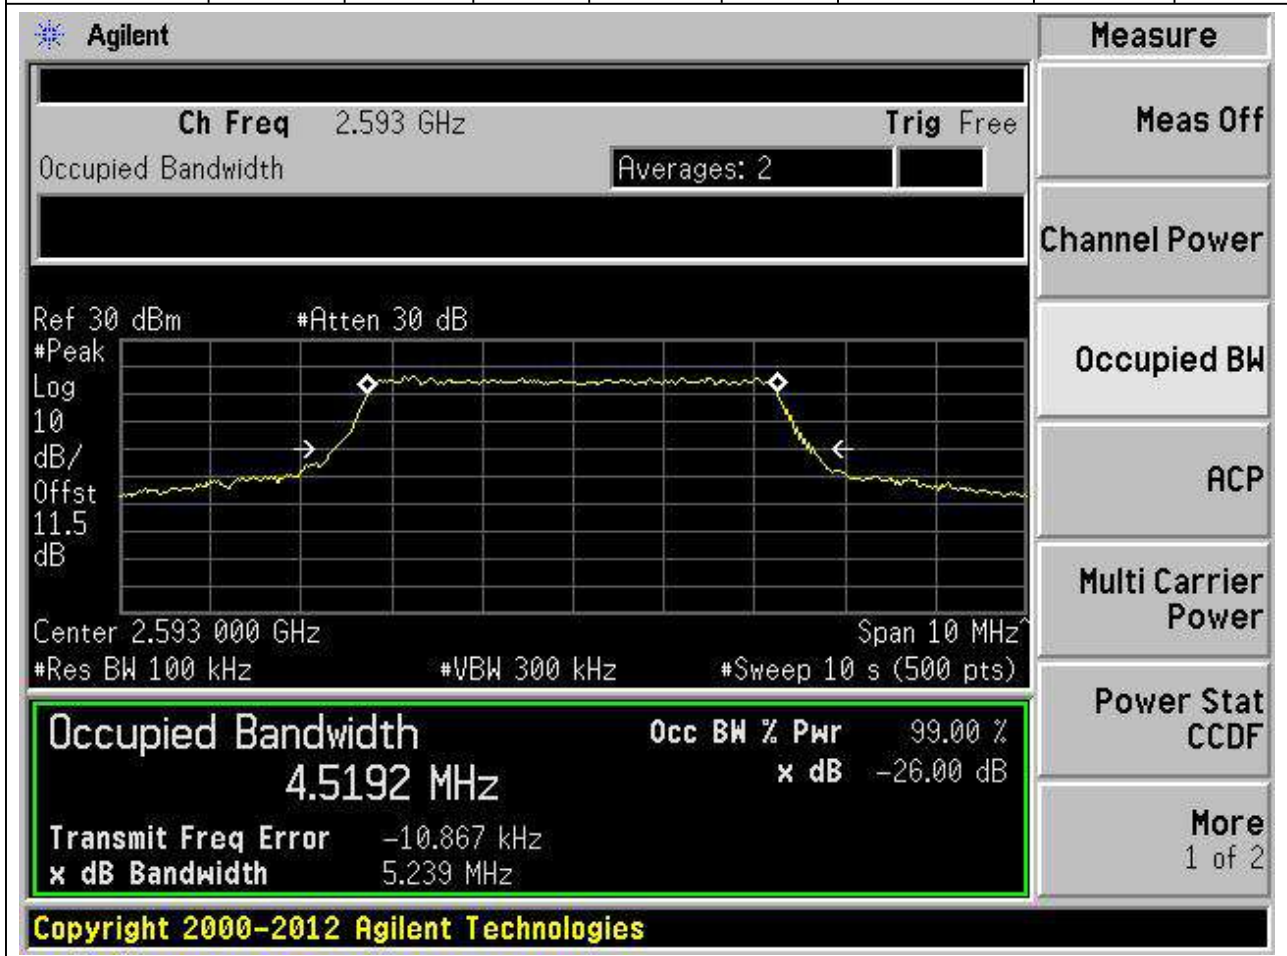 Agilent
Measure
Ch Freq 2.593 GHz Trig Free
Occupied Bandwidth Averages: 2
Meas Off
Channel Power
Occupied BW
ACP
Multi Carrier
Power
Power Stat
CCDF
More
1 of 2
Ref 30 dBm #Atten 30 dB
#Peak
Log
10
dB/
Offst
11.5
dB
Center 2.593 000 GHz Span 10 MHz^
#Res BW 100 kHz #VBW 300 kHz #Sweep 10 s (500 pts)
Occupied Bandwidth Occ BW % Pwr 99.00 %
4.5192 MHz x dB -26.00 dB
Transmit Freq Error -10.867 kHz
x dB Bandwidth 5.239 MHz
Copyright 2000-2012 Agilent Technologies